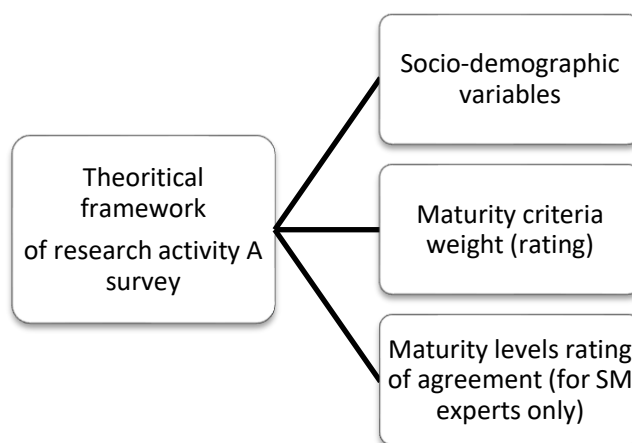 Theoritical
framework
of research activity A
survey
Socio-demographic
variables
Maturity criteria
weight (rating)
Maturity levels rating
of agreement (for SM
experts only)